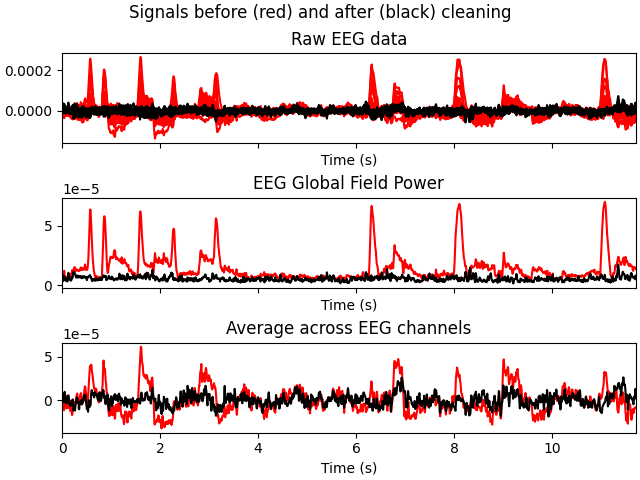 Signals before (red) and after (black) cleaning
Raw EEG data
0.0002
0.0000
Time (s)
EEG Global Field Power
1e−5
5
0
Time (s)
Average across EEG channels
1e−5
5
0
0 2 4 6 8 10
Time (s)